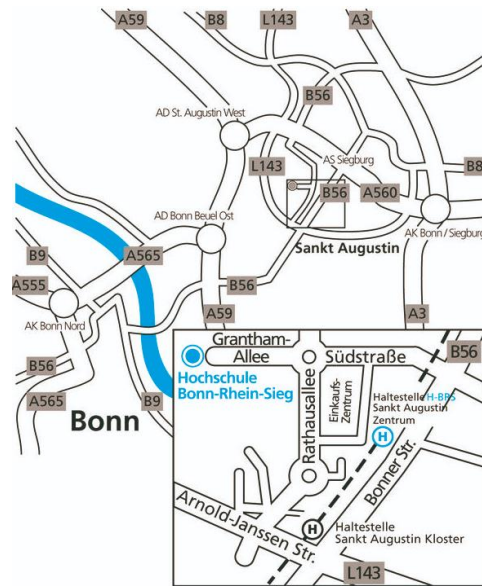 A59
B8
L143
A3
B56
AD St. Augustin West
L143
AS Siegburg
B8
B56
A560
AD Bonn Beuel Ost
AK Bonn / Siegburg
Sankt Augustin
B9
A565
A555
B56
AK Bonn Nord
A59
A3
B56
A565
Bonn
B9
Grantham-
Allee
Südstraße
B56
Hochschule
Bonn-Rhein-Sieg
Rathausallee
Einkaufs-
Zentrum
Haltestelle H-BRS
Sankt Augustin
Zentrum
H
Bonner Str.
Arnold-Janssen Str.
H
Haltestelle
Sankt Augustin Kloster
L143